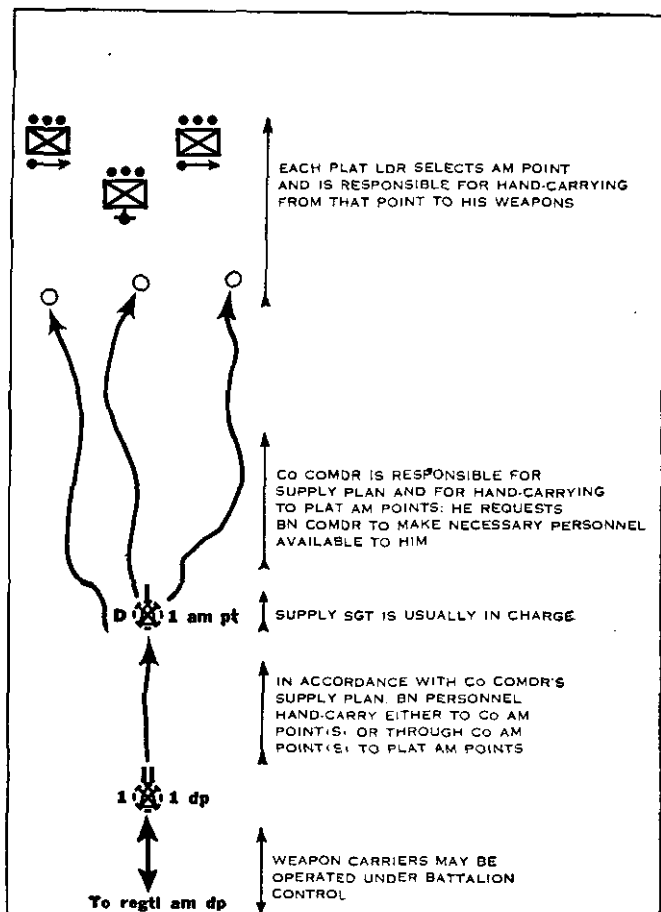 EACH PLAT LDR SELECTS AM POINT
AND IS RESPONSIBLE FOR HAND-CARRYING
FROM THAT POINT TO HIS WEAPONS
CO COMDR IS RESPONSIBLE FOR
SUPPLY PLAN AND FOR HAND-CARRYING
TO PLAT AM POINTS; HE REQUESTS
BN COMDR TO MAKE NECESSARY PERSONNEL
AVAILABLE TO HIM
I
D 1 am pt
SUPPLY SGT IS USUALLY IN CHARGE
IN ACCORDANCE WITH CO COMDR'S
SUPPLY PLAN, BN PERSONNEL
HAND-CARRY EITHER TO CO AM
POINT(S) OR THROUGH CO AM
POINT(S) TO PLAT AM POINTS
II
1 1 dp
WEAPON CARRIERS MAY BE
OPERATED UNDER BATTALION
CONTROL
To regtl am dp